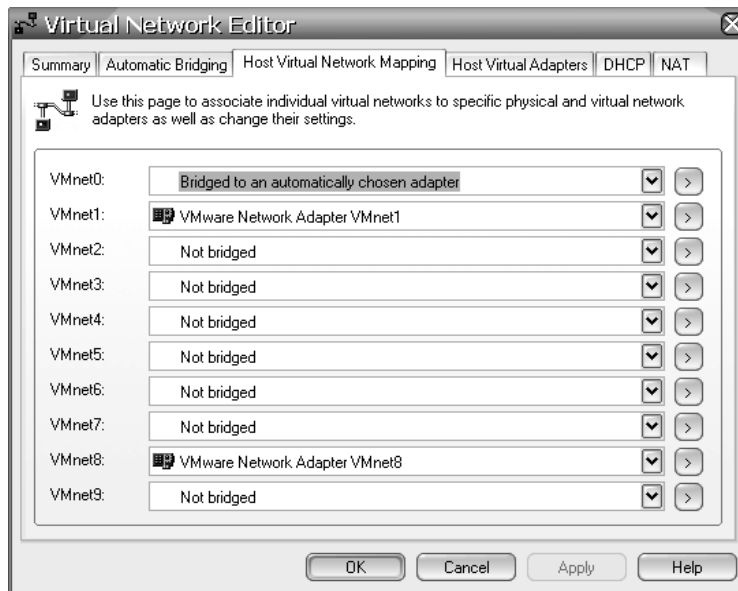 Virtual Network Editor
Summary Automatic Bridging Host Virtual Network Mapping Host Virtual Adapters DHCP NAT
Use this page to associate individual virtual networks to specific physical and virtual network
adapters as well as change their settings.
VMnet0: Bridged to an automatically chosen adapter >
VMnet1: VMware Network Adapter VMnet1 >
VMnet2: Not bridged >
VMnet3: Not bridged >
VMnet4: Not bridged >
VMnet5: Not bridged >
VMnet6: Not bridged >
VMnet7: Not bridged >
VMnet8: VMware Network Adapter VMnet8 >
VMnet9: Not bridged >
OK Cancel Apply Help